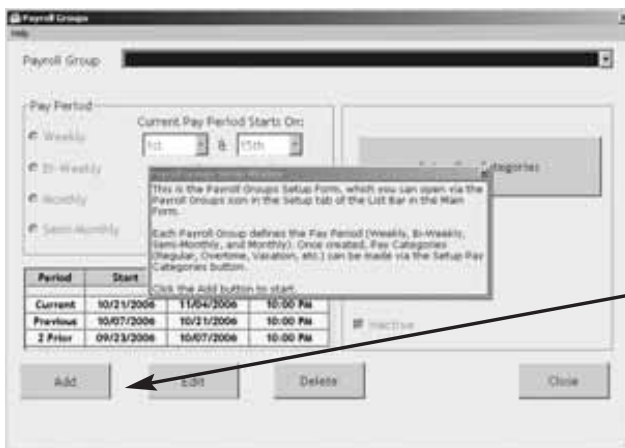 Payroll Groups
Help
Payroll Group
Pay Period
Current Pay Period Starts On:
Weekly
1st & 15th
Categories
Bi-Weekly
Payroll Groups Setup Window
This is the Payroll Groups Setup Form, which you can open via the
Payroll Groups icon in the Setup tab of the List Bar in the Main
Form.
Monthly
Semi-Monthly
Each Payroll Group defines the Pay Period (Weekly, Bi-Weekly,
Semi-Monthly, and Monthly). Once created, Pay Categories
(Regular, Overtime, Vacation, etc.) can be made via the Setup Pay
Categories button.
Click the Add button to start.
Period Start
Current 10/21/2006 11/04/2006 10:00 PM
Previous 10/07/2006 10/21/2006 10:00 PM
2 Prior 09/23/2006 10/07/2006 10:00 PM
Inactive
Add Edit Delete Close